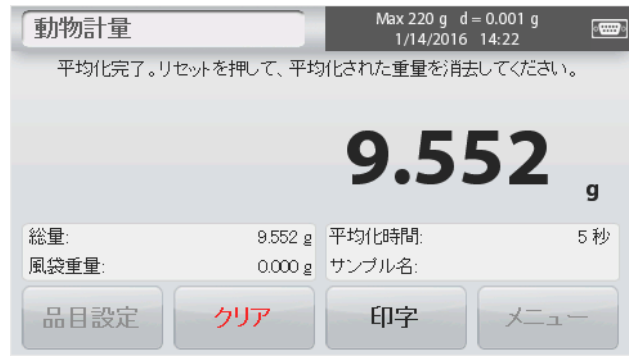 動物計量
Max 220 g d = 0.001 g
1/14/2016 14:22
平均化完了。リセットを押して、平均化された重量を消去してください。
9.552 g
総量: 9.552 g 平均化時間: 5 秒
風袋重量: 0.000 g サンプル名:
品目設定 クリア 印字 メニュー